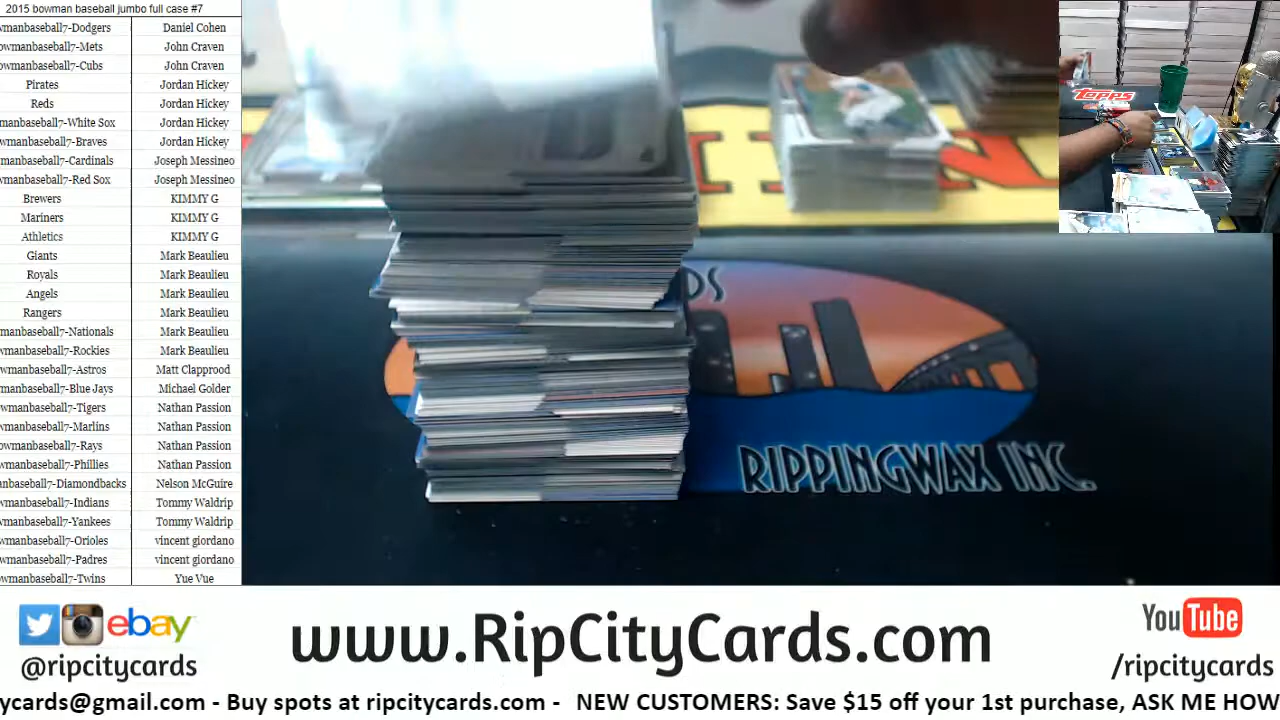 2015 bowman baseball jumbo full case #7
wmanbaseball7-Dodgers Daniel Cohen
owmanbaseball7-Mets John Craven
owmanbaseball7-Cubs John Craven
Pirates Jordan Hickey
Reds Jordan Hickey
manbaseball7-White Sox Jordan Hickey
wmanbaseball7-Braves Jordan Hickey
manbaseball7-Cardinals Joseph Messineo
wmanbaseball7-Red Sox Joseph Messineo
Brewers KIMMY G
Mariners KIMMY G
Athletics KIMMY G
Giants Mark Beaulieu
Royals Mark Beaulieu
Angels Mark Beaulieu
Rangers Mark Beaulieu
manbaseball7-Nationals Mark Beaulieu
wmanbaseball7-Rockies Mark Beaulieu
owmanbaseball7-Astros Matt Clapprood
wmanbaseball7-Blue Jays Michael Golder
owmanbaseball7-Tigers Nathan Passion
wmanbaseball7-Marlins Nathan Passion
owmanbaseball7-Rays Nathan Passion
wmanbaseball7-Phillies Nathan Passion
anbaseball7-Diamondbacks Nelson McGuire
wmanbaseball7-Indians Tommy Waldrip
wmanbaseball7-Yankees Tommy Waldrip
wmanbaseball7-Orioles vincent giordano
wmanbaseball7-Padres vincent giordano
wmanbaseball7-Twins Yue Vue
Topps
DS
RIPPINGWAX INC.
ebay
@ripcitycards
www.RipCityCards.com
YouTube
/ripcitycards
ycards@gmail.com - Buy spots at ripcitycards.com - NEW CUSTOMERS: Save $15 off your 1st purchase, ASK ME HOW